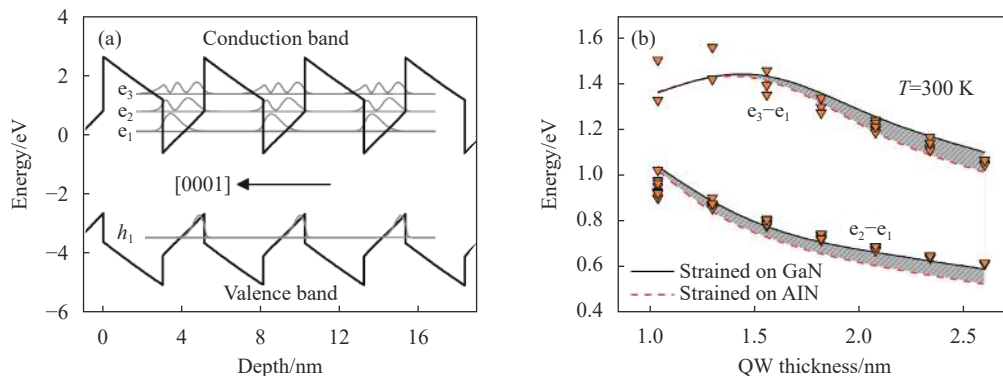 (a)
Conduction band
4
2
0
−2
−4
−6
Energy/eV
e3
e2
e1
[0001]
h1
Valence band
0
4
8
12
16
Depth/nm
(b)
1.6
1.4
1.2
1.0
0.8
0.6
0.4
Energy/eV
T=300 K
e3−e1
e2−e1
Strained on GaN
Strained on AlN
1.0
1.5
2.0
2.5
QW thickness/nm